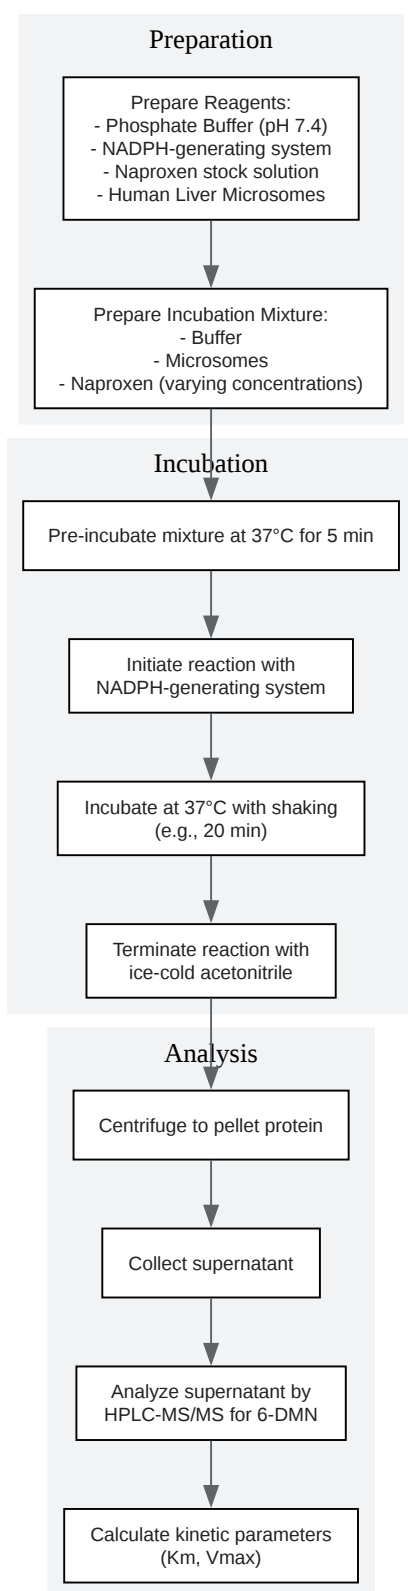 Preparation
Prepare Reagents:
- Phosphate Buffer (pH 7.4)
- NADPH-generating system
- Naproxen stock solution
- Human Liver Microsomes
Prepare Incubation Mixture:
- Buffer
- Microsomes
- Naproxen (varying concentrations)
Incubation
Pre-incubate mixture at 37°C for 5 min
Initiate reaction with
NADPH-generating system
Incubate at 37°C with shaking
(e.g., 20 min)
Terminate reaction with
ice-cold acetonitrile
Analysis
Centrifuge to pellet protein
Collect supernatant
Analyze supernatant by
HPLC-MS/MS for 6-DMN
Calculate kinetic parameters
(Km, Vmax)